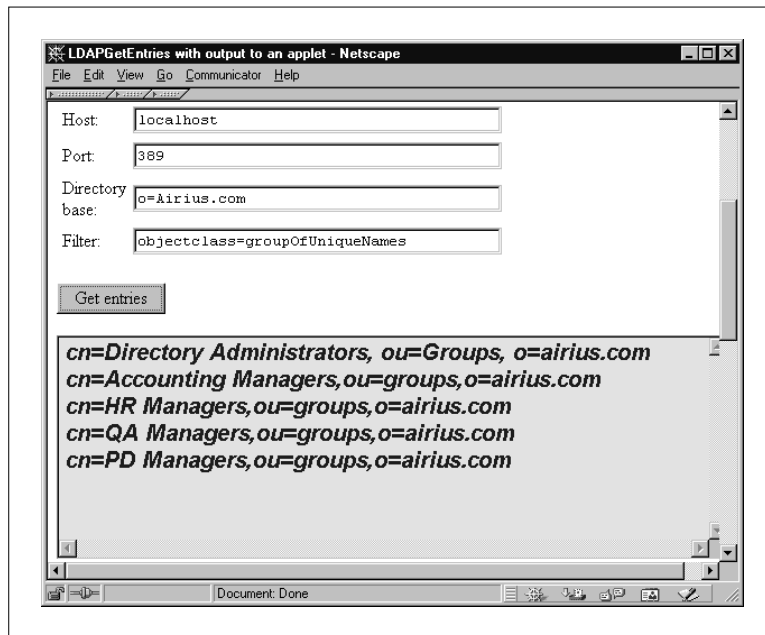 LDAPGetEntries with output to an applet - Netscape
File Edit View Go Communicator Help
Host: localhost
Port: 389
Directory base: o=Airius.com
Filter: objectclass=groupOfUniqueNames
Get entries
cn=Directory Administrators, ou=Groups, o=airius.com
cn=Accounting Managers,ou=groups,o=airius.com
cn=HR Managers,ou=groups,o=airius.com
cn=QA Managers,ou=groups,o=airius.com
cn=PD Managers,ou=groups,o=airius.com
Document: Done